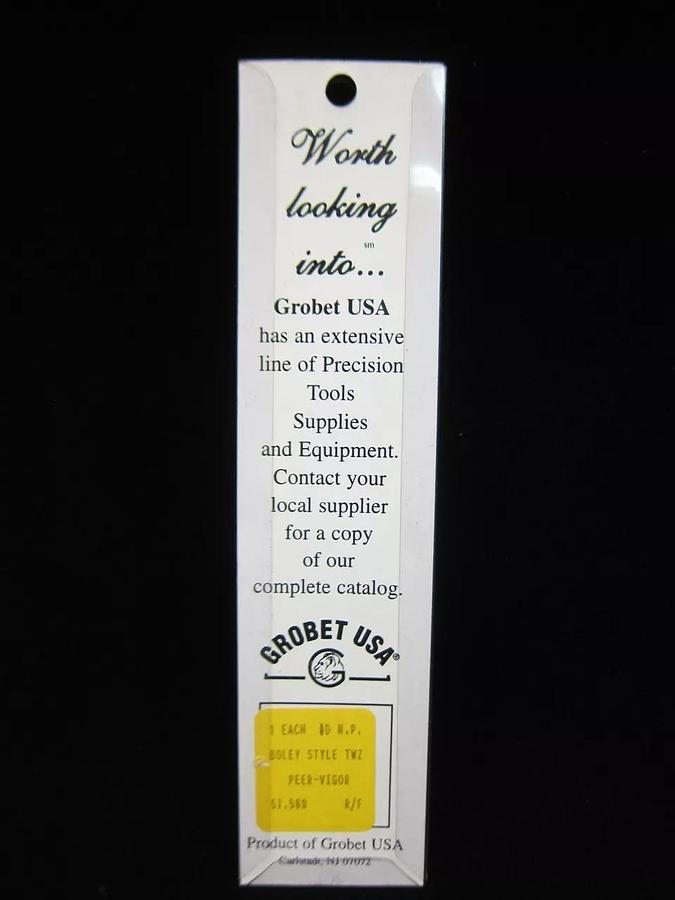 Worth
looking
into...
sm
Grobet USA
has an extensive
line of Precision
Tools
Supplies
and Equipment.
Contact your
local supplier
for a copy
of our
complete catalog.
GROBET USA®
G
1 EACH #D N.P.
BOLEY STYLE TWZ
PEER-VIGOR
57.560 R/F
Product of Grobet USA
Carlstadt, NJ 07072